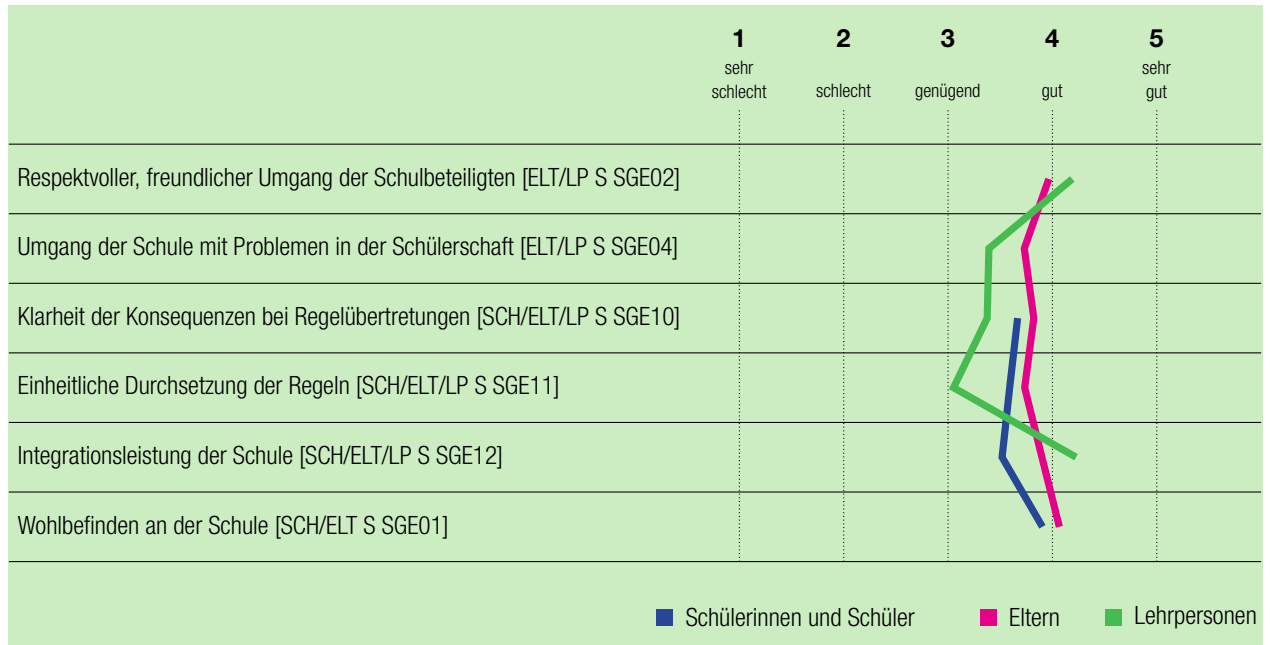 1 2 3 4 5
sehr schlecht schlecht genügend gut sehr gut
Respektvoller, freundlicher Umgang der Schulbeteiligten [ELT/LP S SGE02]
Umgang der Schule mit Problemen in der Schülerschaft [ELT/LP S SGE04]
Klarheit der Konsequenzen bei Regelübertretungen [SCH/ELT/LP S SGE10]
Einheitliche Durchsetzung der Regeln [SCH/ELT/LP S SGE11]
Integrationsleistung der Schule [SCH/ELT/LP S SGE12]
Wohlbefinden an der Schule [SCH/ELT S SGE01]
Schülerinnen und Schüler Eltern Lehrpersonen